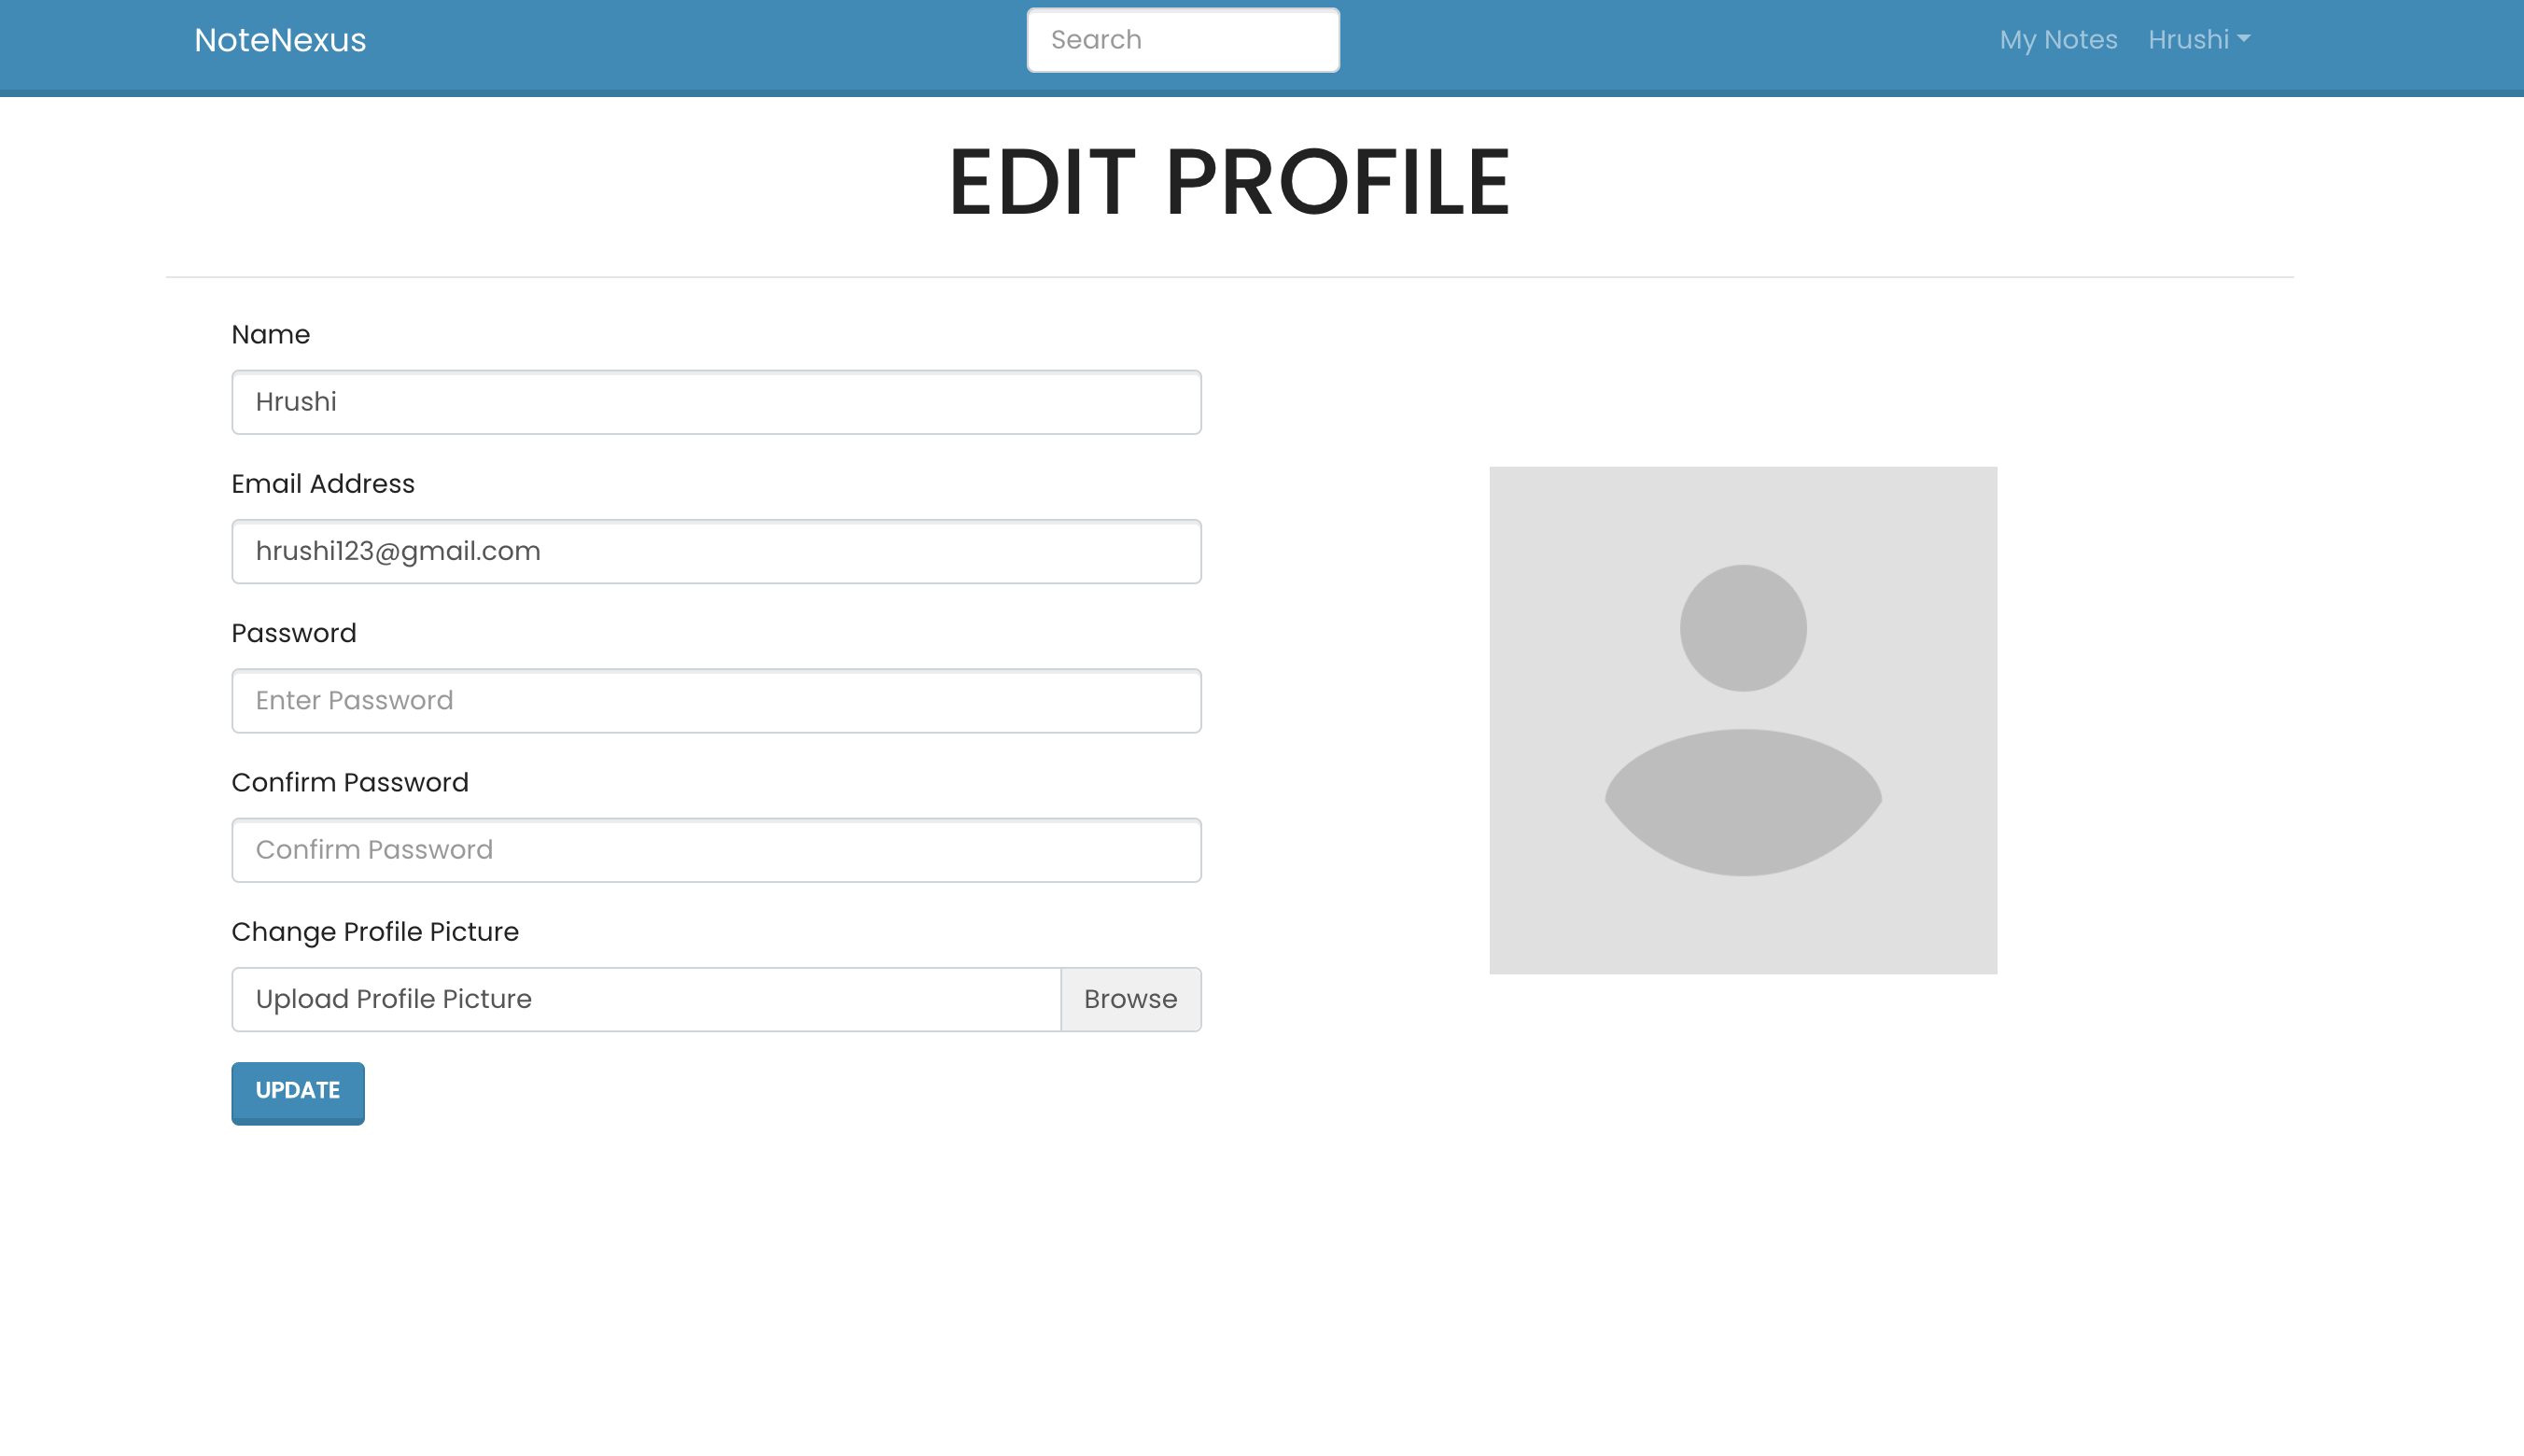 NoteNexus Search My Notes Hrushi
EDIT PROFILE
Name
Hrushi
Email Address
hrushi123@gmail.com
Password
Enter Password
Confirm Password
Confirm Password
Change Profile Picture
Upload Profile Picture Browse
UPDATE